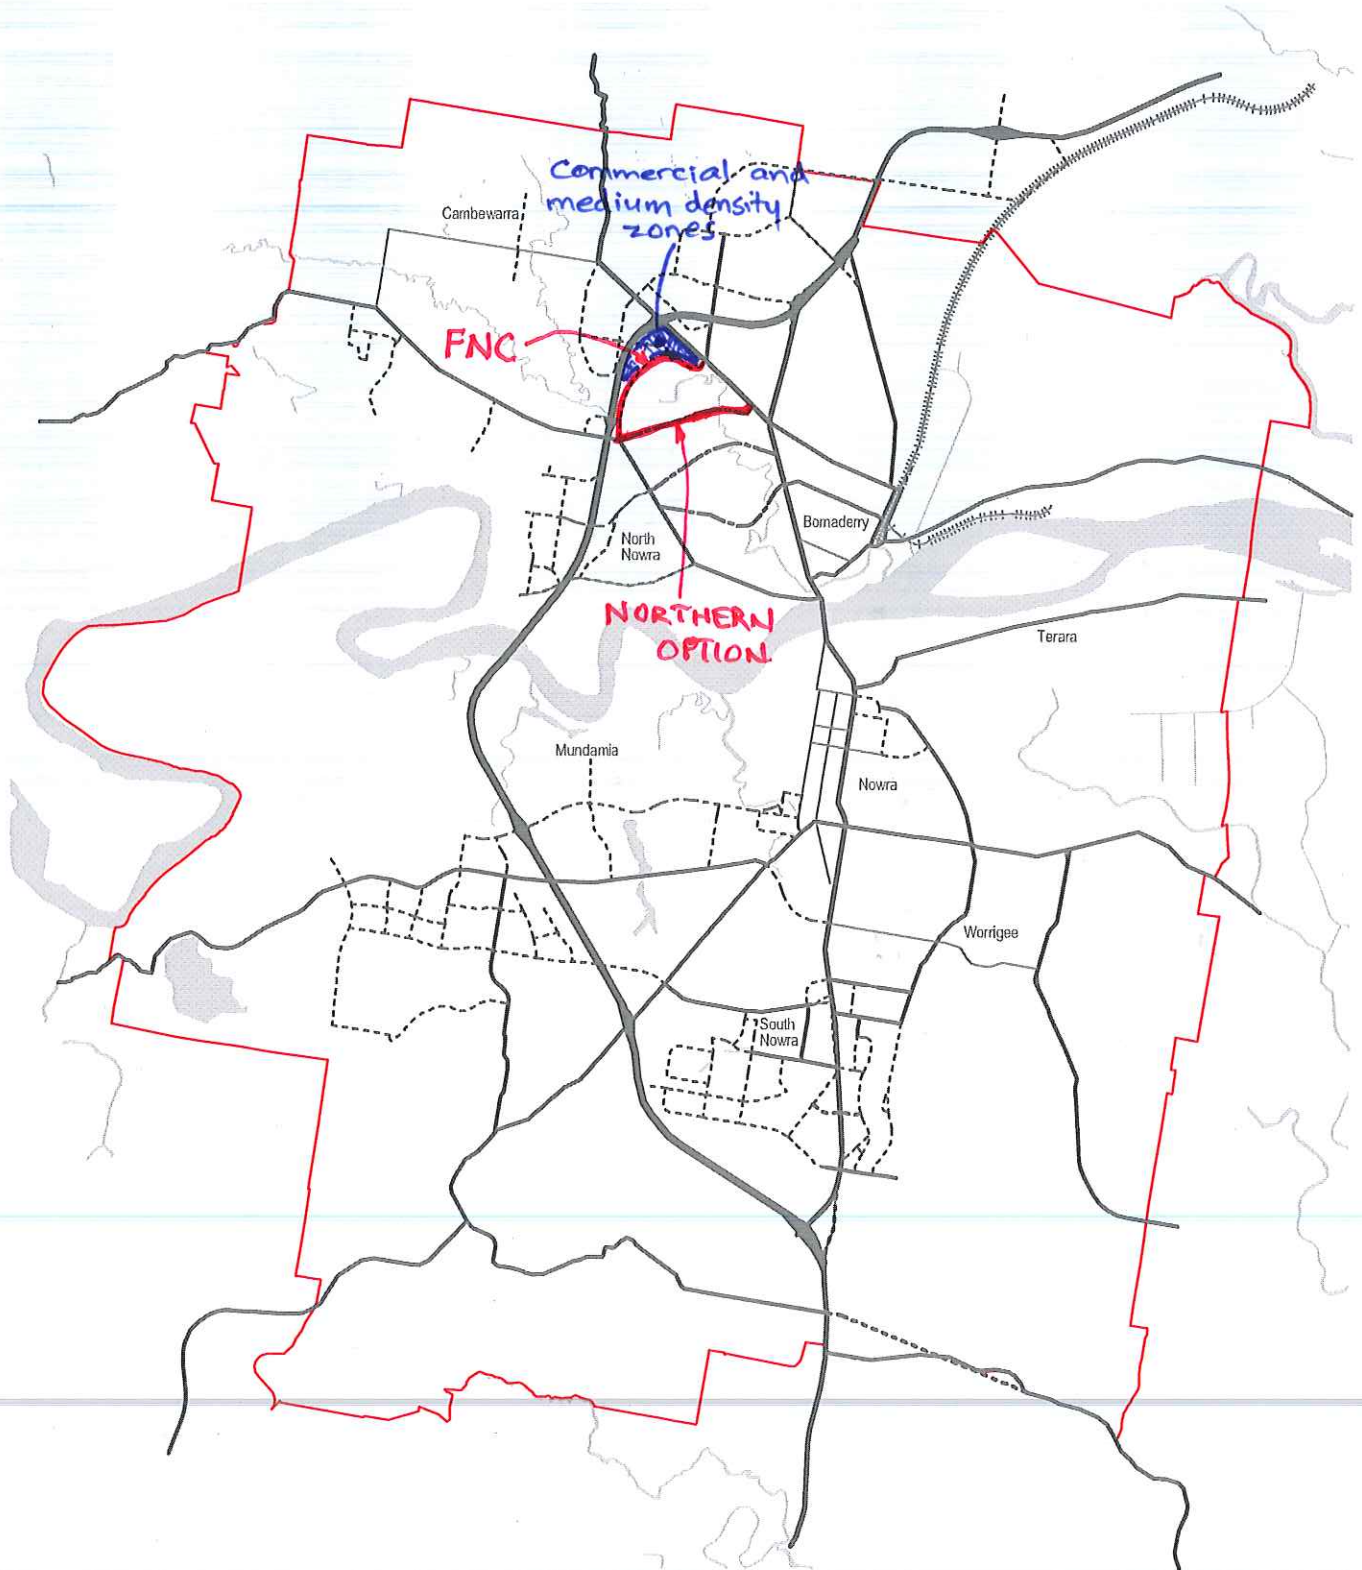 Commercial and
medium density
zones
Cambewarra
FNC
Bomaderry
North
Nowra
NORTHERN
OPTION
Terara
Mundamia
Nowra
Worrigee
South
Nowra